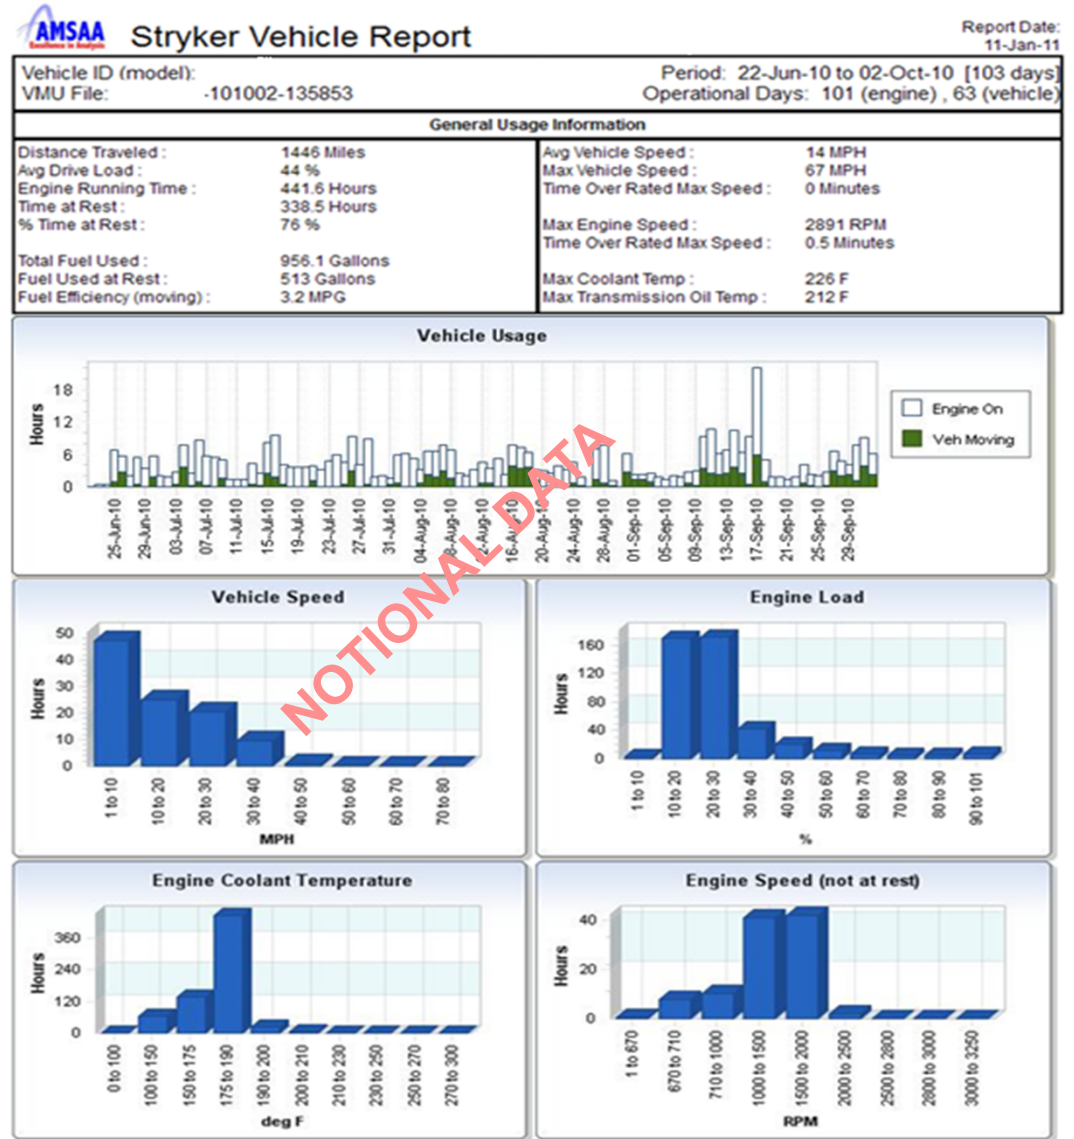 AMSAA
Excellence in Analysis
Stryker Vehicle Report
Report Date:
11-Jan-11
Vehicle ID (model):
VMU File: -101002-135853
Period: 22-Jun-10 to 02-Oct-10 [103 days]
Operational Days: 101 (engine) , 63 (vehicle)
General Usage Information
Distance Traveled : 1446 Miles
Avg Drive Load : 44 %
Engine Running Time : 441.6 Hours
Time at Rest : 338.5 Hours
% Time at Rest : 76 %
Total Fuel Used : 956.1 Gallons
Fuel Used at Rest : 513 Gallons
Fuel Efficiency (moving) : 3.2 MPG
Avg Vehicle Speed : 14 MPH
Max Vehicle Speed : 67 MPH
Time Over Rated Max Speed : 0 Minutes
Max Engine Speed : 2891 RPM
Time Over Rated Max Speed : 0.5 Minutes
Max Coolant Temp : 226 F
Max Transmission Oil Temp : 212 F
Vehicle Usage
Hours
18
12
6
0
25-Jun-10
29-Jun-10
03-Jul-10
07-Jul-10
11-Jul-10
15-Jul-10
19-Jul-10
23-Jul-10
27-Jul-10
31-Jul-10
04-Aug-10
8-Aug-10
2-Aug-10
16-Aug-10
20-Aug-10
24-Aug-10
28-Aug-10
01-Sep-10
05-Sep-10
09-Sep-10
13-Sep-10
17-Sep-10
21-Sep-10
25-Sep-10
29-Sep-10
Engine On
Veh Moving
NOTIONAL DATA
Vehicle Speed
Hours
50
40
30
20
10
0
1 to 10
10 to 20
20 to 30
30 to 40
40 to 50
50 to 60
60 to 70
70 to 80
MPH
Engine Load
Hours
160
120
80
40
0
1 to 10
10 to 20
20 to 30
30 to 40
40 to 50
50 to 60
60 to 70
70 to 80
80 to 90
90 to 101
%
Engine Coolant Temperature
Hours
360
240
120
0
0 to 100
100 to 150
150 to 175
175 to 190
190 to 200
200 to 210
210 to 230
230 to 250
250 to 270
270 to 300
deg F
Engine Speed (not at rest)
Hours
40
20
0
1 to 670
670 to 710
710 to 1000
1000 to 1500
1500 to 2000
2000 to 2500
2500 to 2800
2800 to 3000
3000 to 3250
RPM